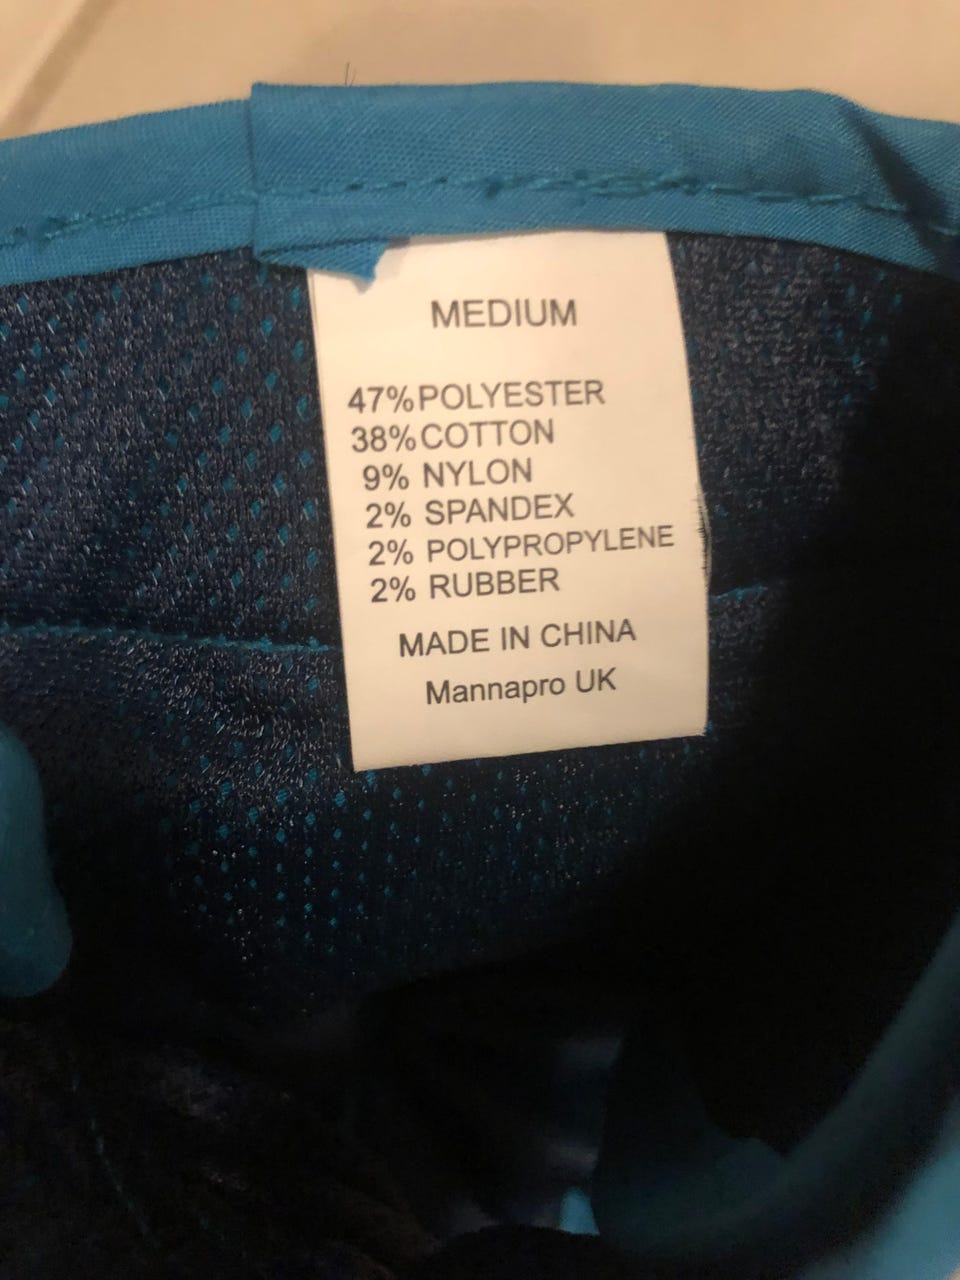 MEDIUM
47%POLYESTER
38%COTTON
9% NYLON
2% SPANDEX
2% POLYPROPYLENE
2% RUBBER
MADE IN CHINA
Mannapro UK